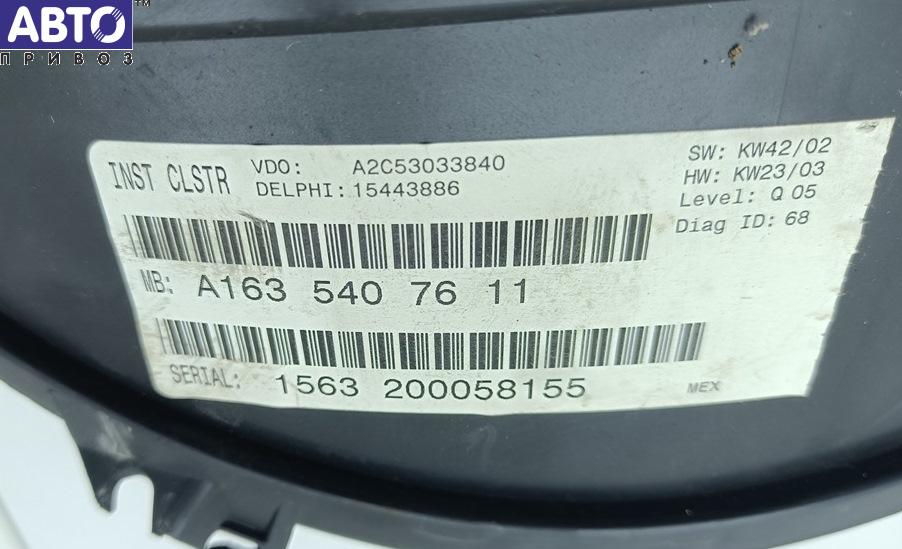 АВТО™
ПРИВОЗ
INST CLSTR
VDO: A2C53033840
DELPHI: 15443886
SW: KW42/02
HW: KW23/03
Level: Q 05
Diag ID: 68
MB: A163 540 76 11
SERIAL: 1563 200058155
MEX